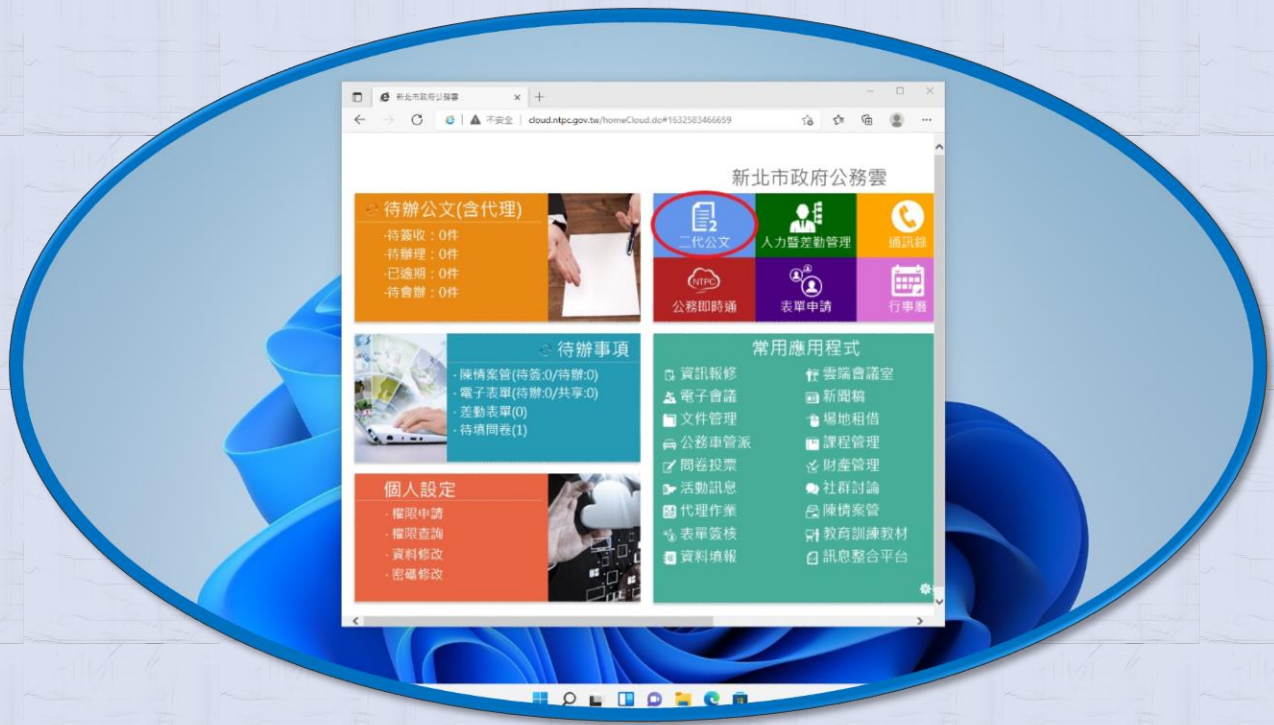 新北市政府公務雲
不安全 | cloud.ntpc.gov.tw/homeCloud.do#1632583466659
新北市政府公務雲
待辦公文(含代理)
·待簽收：0件
·待辦理：0件
·已逾期：0件
·待會辦：0件
2
二代公文
人力暨差勤管理
通訊錄
NTPC
公務即時通
表單申請
行事曆
待辦事項
·陳情案管(待簽:0/待辦:0)
·電子表單(待辦:0/共享:0)
·差勤表單(0)
·待填問卷(1)
個人設定
·權限申請
·權限查詢
·資料修改
·密碼修改
常用應用程式
資訊報修
雲端會議室
電子會議
新聞稿
文件管理
場地租借
公務車管派
課程管理
問卷投票
財產管理
活動訊息
社群討論
代理作業
陳情案管
表單簽核
教育訓練教材
資料填報
訊息整合平台